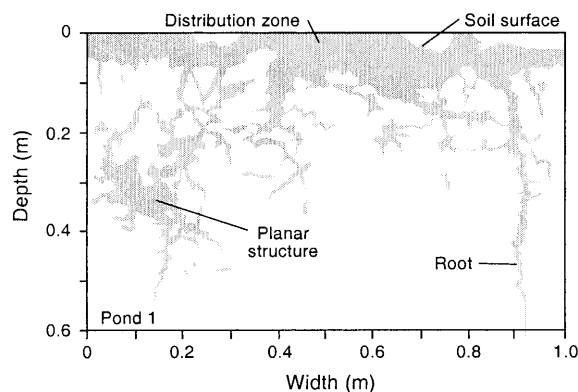 Distribution zone
Soil surface
0
0.2
0.4
0.6
Depth (m)
Planar
structure
Root
Pond 1
0 0.2 0.4 0.6 0.8 1.0
Width (m)